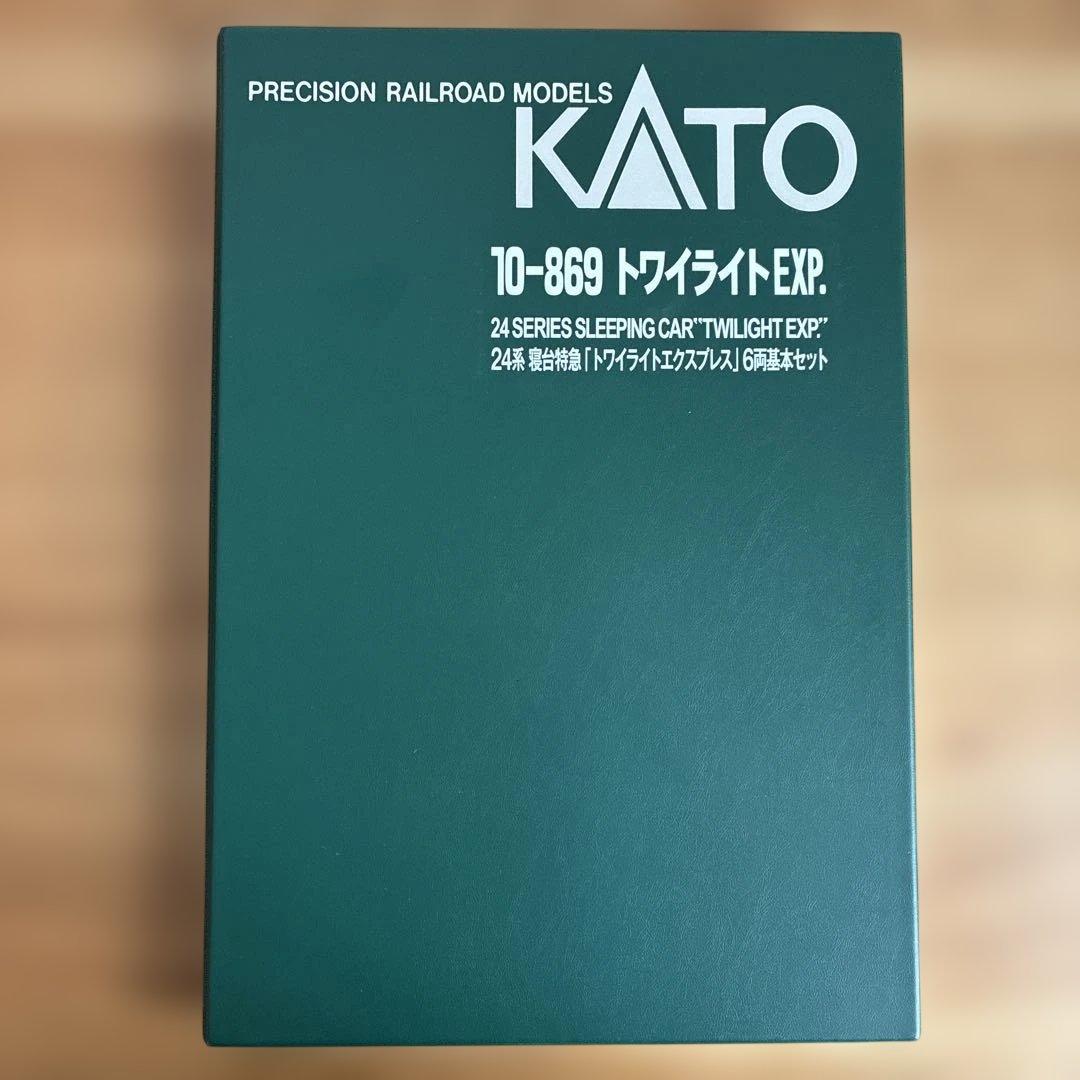 PRECISION RAILROAD MODELS
KATO
10-869 トワイライトEXP.
24 SERIES SLEEPING CAR "TWILIGHT EXP."
24系 寝台特急「トワイライトエクスプレス」6両基本セット